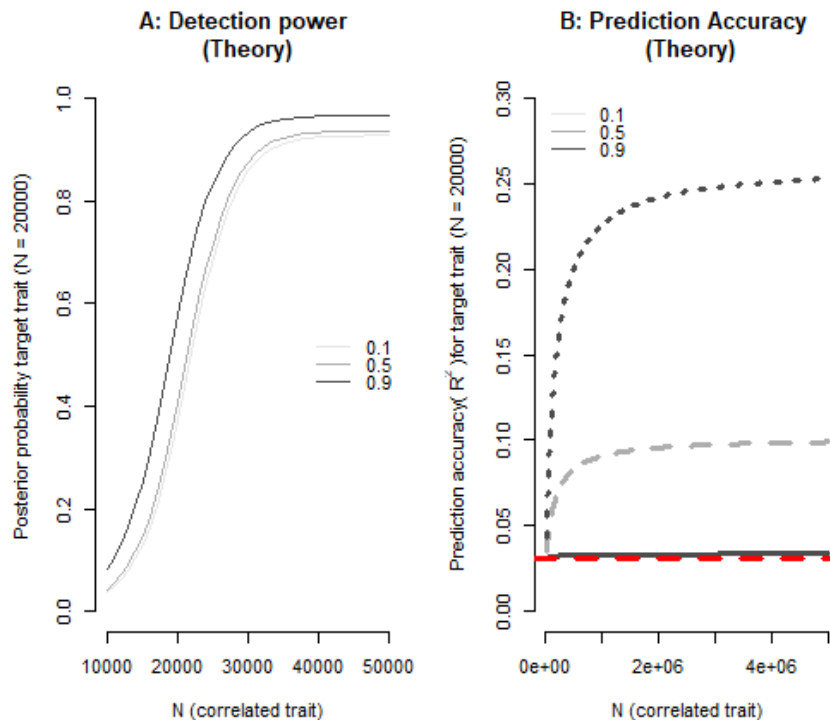 A: Detection power
(Theory)
Posterior probability target trait (N = 20000)
1.0
0.8
0.6
0.4
0.2
0.0
0.1
0.5
0.9
10000 20000 30000 40000 50000
N (correlated trait)
B: Prediction Accuracy
(Theory)
Prediction accuracy( R²)for target trait (N = 20000)
0.30
0.25
0.20
0.15
0.10
0.05
0.00
0.1
0.5
0.9
0e+00 2e+06 4e+06
N (correlated trait)